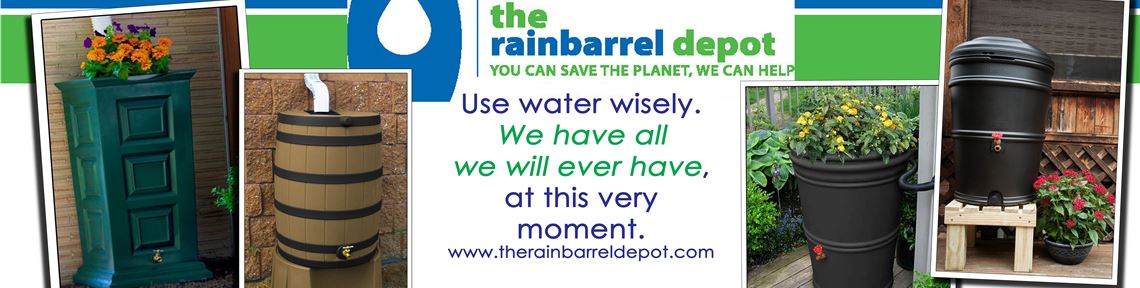 the
rainbarrel depot
YOU CAN SAVE THE PLANET, WE CAN HELP
Use water wisely.
We have all
we will ever have,
at this very
moment.
www.therainbarreldepot.com